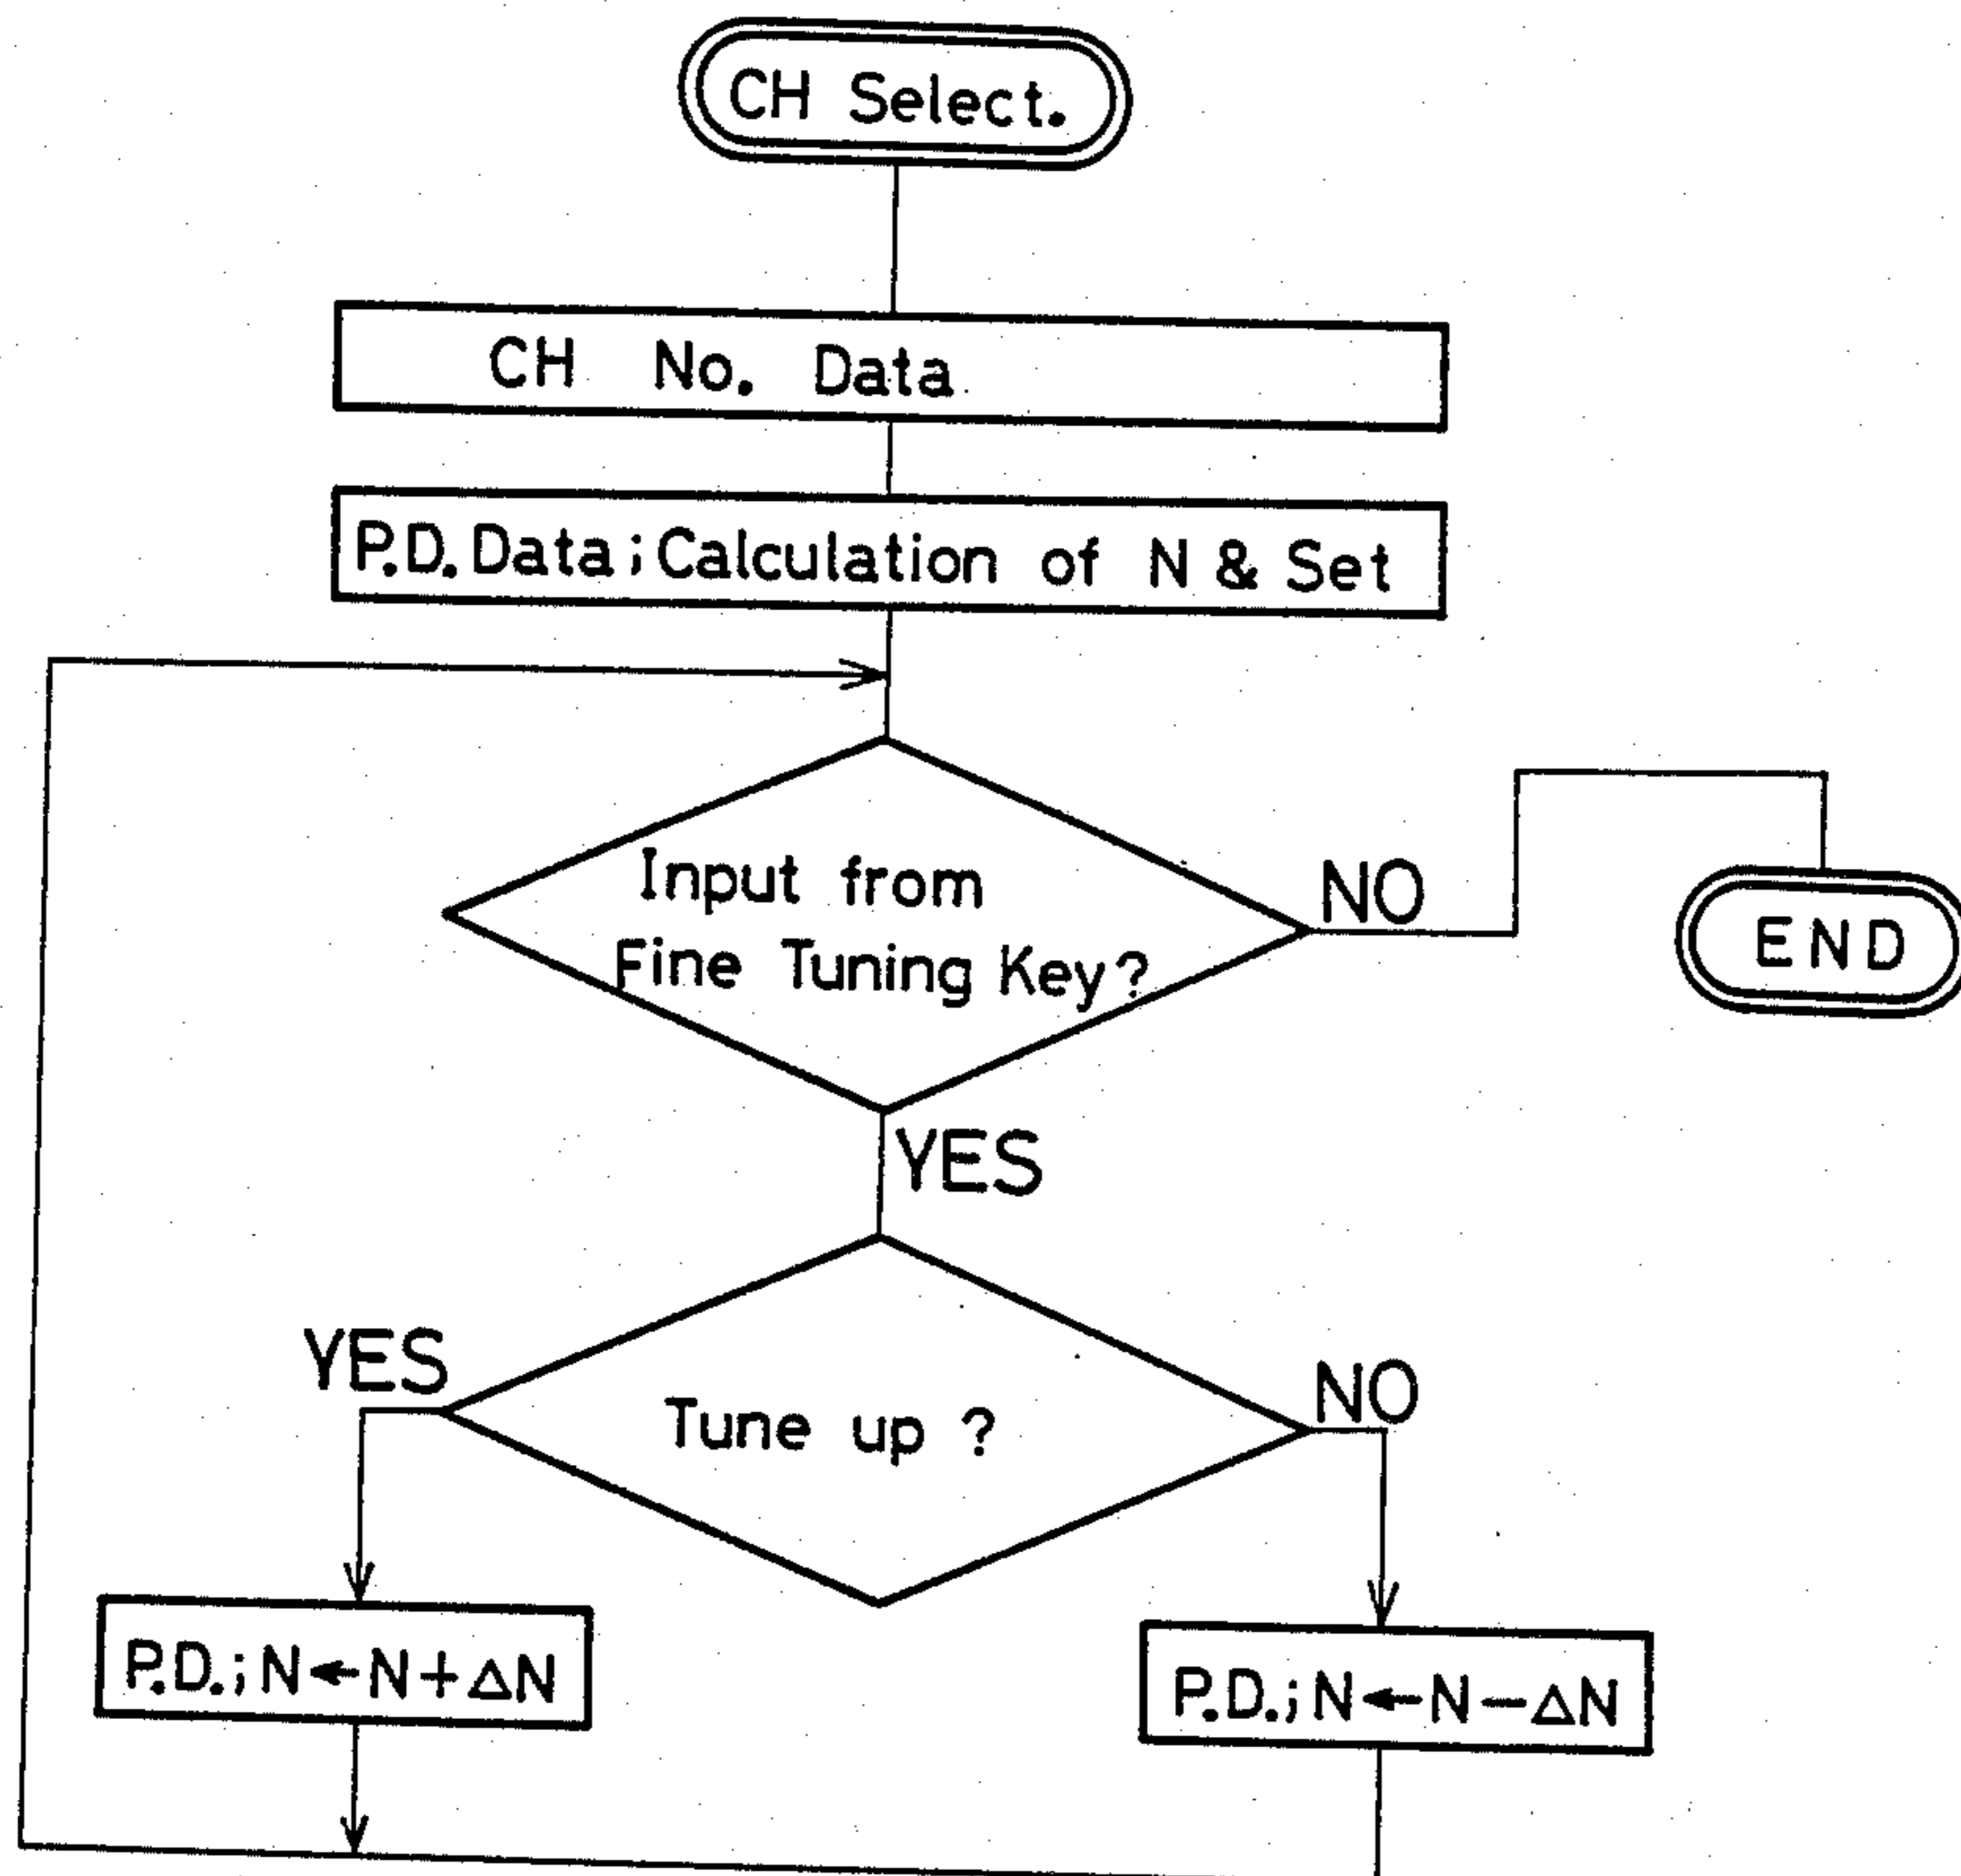 CH Select.
CH No. Data
P.D. Data ; Calculation of N & Set
Input from
Fine Tuning Key ?
NO
END
YES
YES
Tune up ?
NO
P.D. ; N ← N + ΔN
P.D. ; N ← N − ΔN